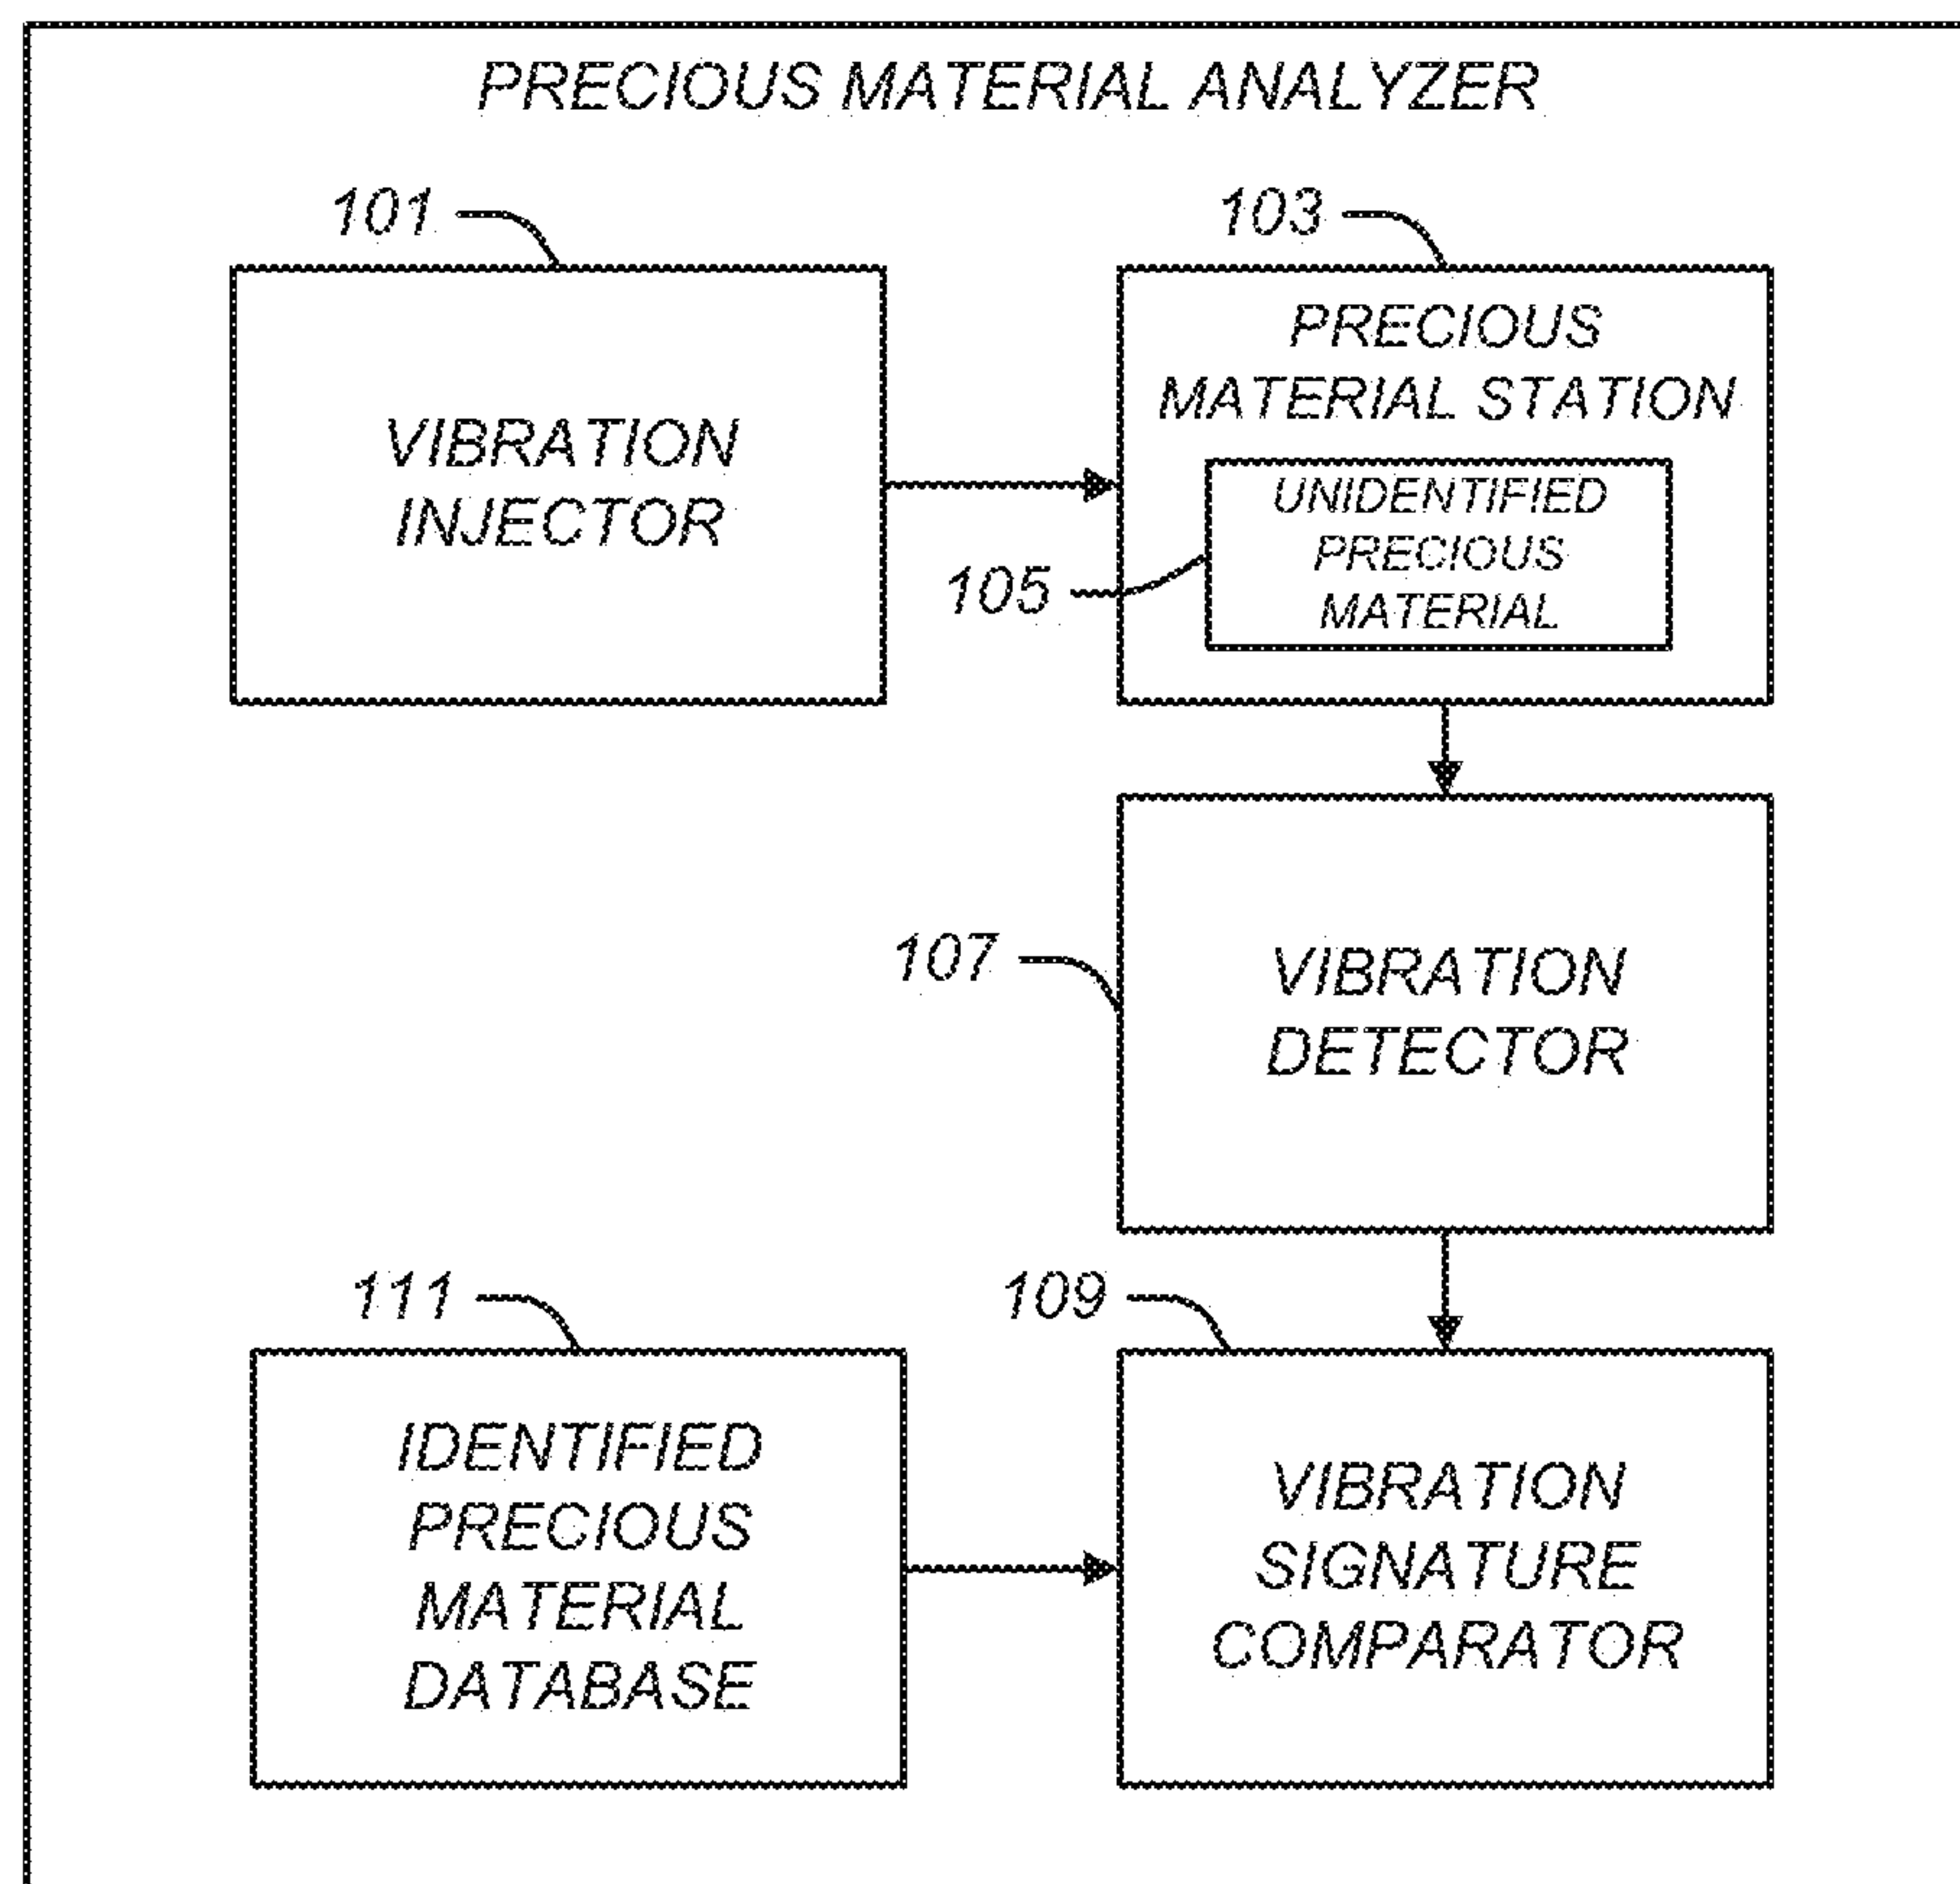 PRECIOUS MATERIAL ANALYZER
101
VIBRATION
INJECTOR
103
PRECIOUS
MATERIAL STATION
105
UNIDENTIFIED
PRECIOUS
MATERIAL
107
VIBRATION
DETECTOR
111
IDENTIFIED
PRECIOUS
MATERIAL
DATABASE
109
VIBRATION
SIGNATURE
COMPARATOR